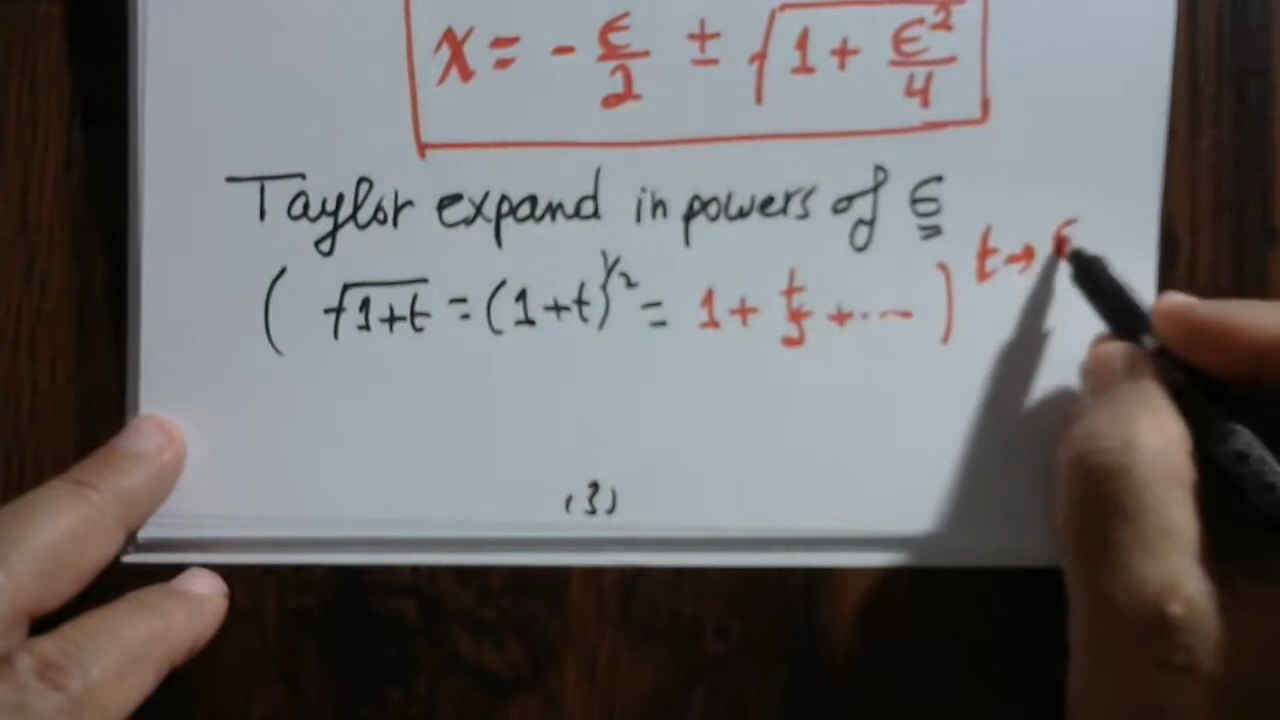 x = - ε/2 ± √(1 + ε²/4)
Taylor expand in powers of ε
( √1+t = (1+t)^1/2 = 1 + t/2 + ... ) t → ε
(3)